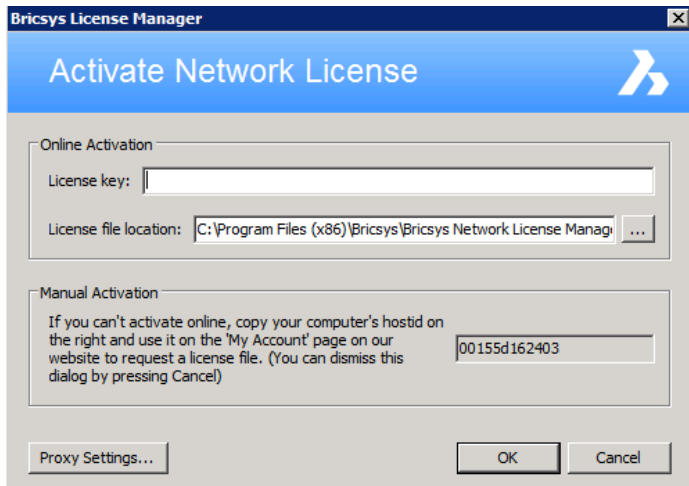 Bricsys License Manager
Activate Network License
Online Activation
License key:
License file location: C:\Program Files (x86)\Bricsys\Bricsys Network License Manag ...
Manual Activation
If you can't activate online, copy your computer's hostid on
the right and use it on the 'My Account' page on our
website to request a license file. (You can dismiss this
dialog by pressing Cancel)
00155d162403
Proxy Settings... OK Cancel